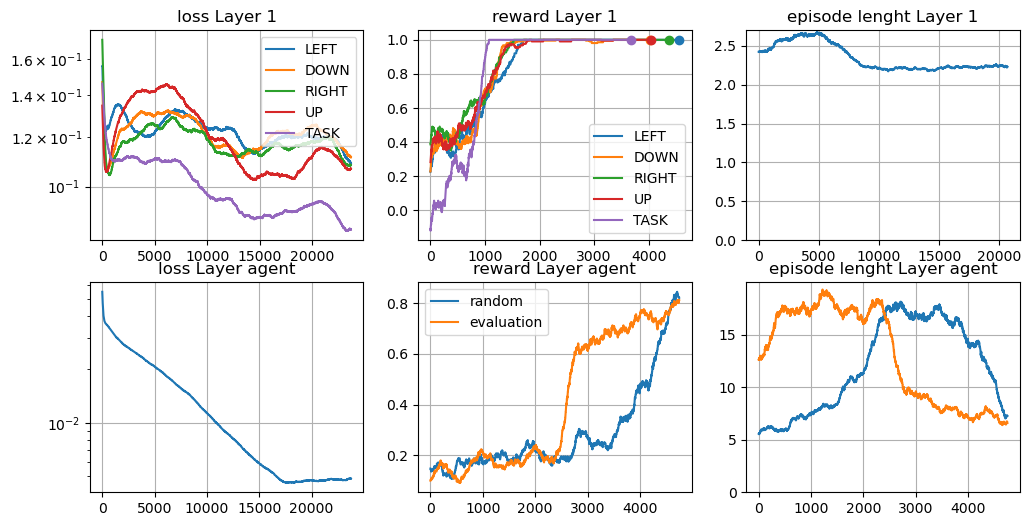 loss Layer 1
1.6 × 10⁻¹
1.4 × 10⁻¹
1.2 × 10⁻¹
10⁻¹
LEFT
DOWN
RIGHT
UP
TASK
0 5000 10000 15000 20000
reward Layer 1
1.0
0.8
0.6
0.4
0.2
0.0
LEFT
DOWN
RIGHT
UP
TASK
0 1000 2000 3000 4000
episode lenght Layer 1
2.5
2.0
1.5
1.0
0.5
0.0
0 5000 10000 15000 20000
loss Layer agent
10⁻²
0 5000 10000 15000 20000
reward Layer agent
random
evaluation
0.8
0.6
0.4
0.2
0 1000 2000 3000 4000
episode lenght Layer agent
15
10
5
0
0 1000 2000 3000 4000